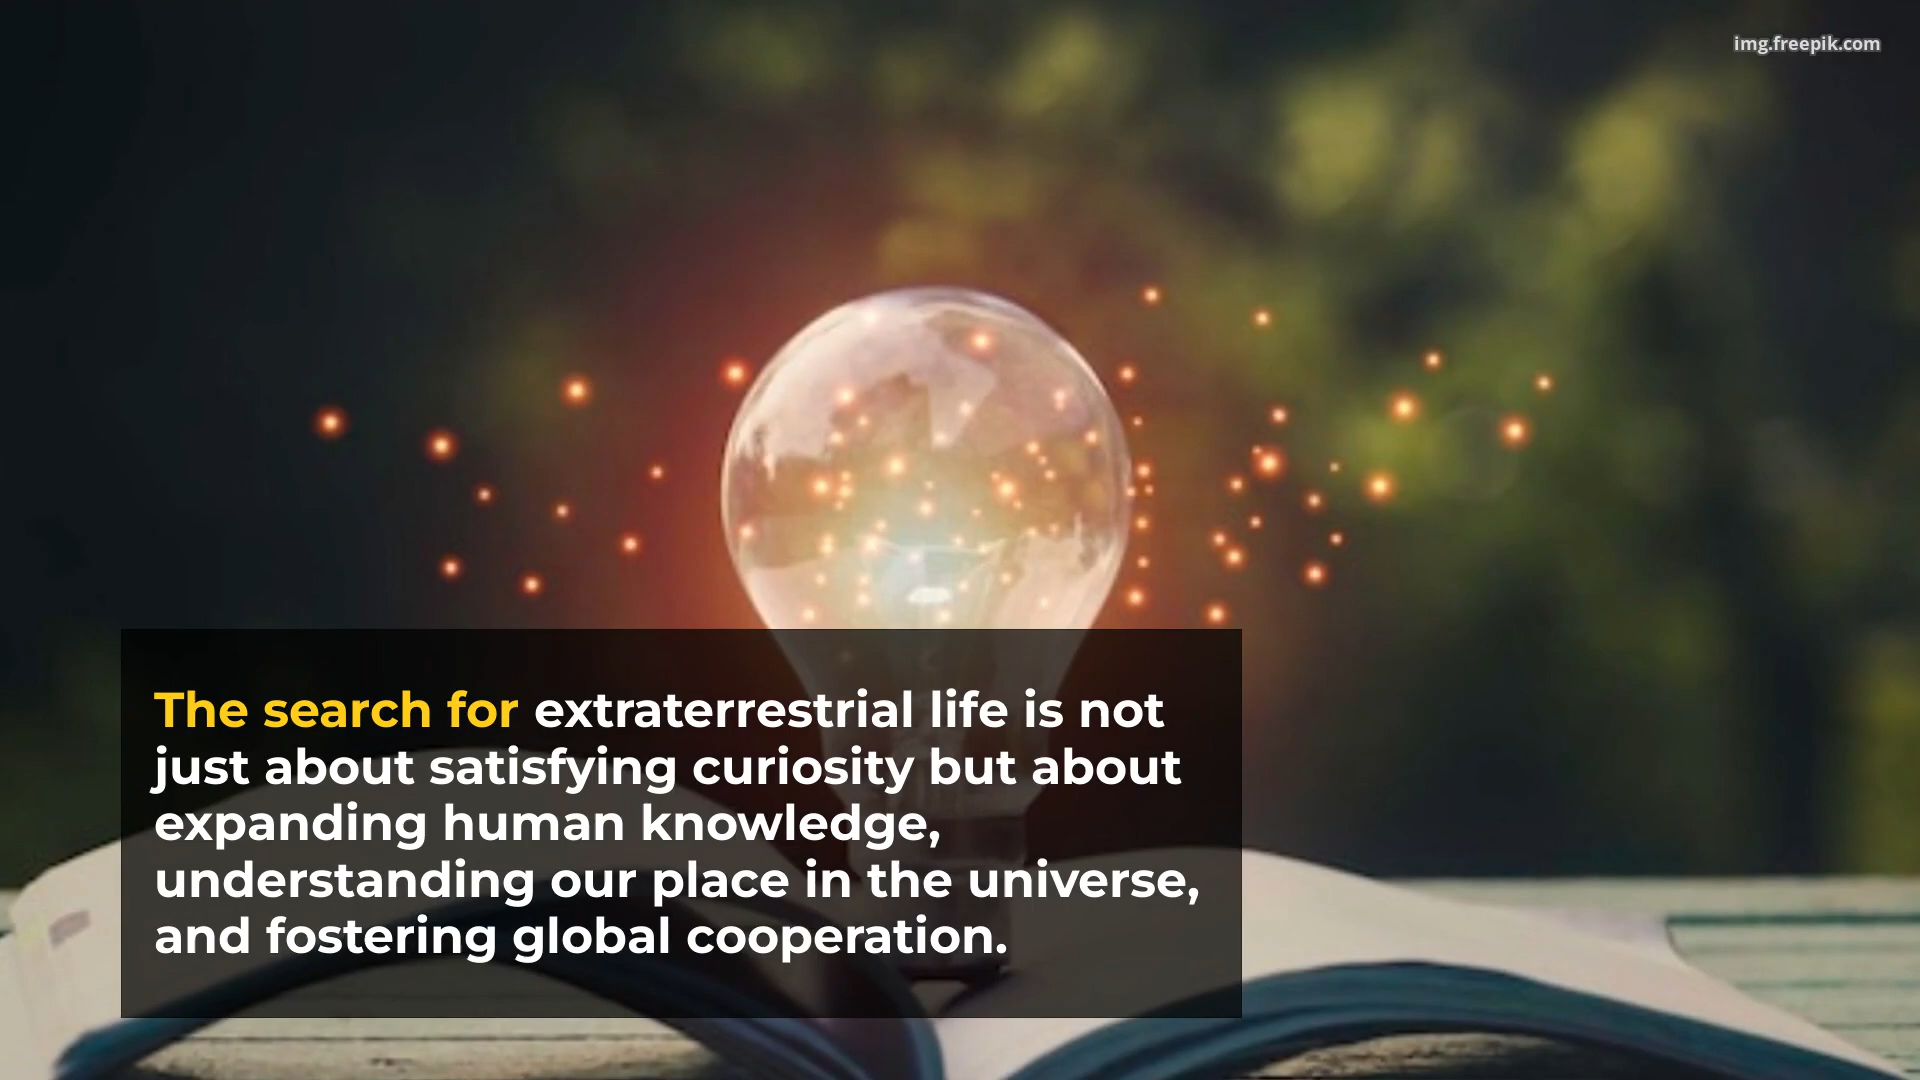 img.freepik.com
The search for extraterrestrial life is not
just about satisfying curiosity but about
expanding human knowledge,
understanding our place in the universe,
and fostering global cooperation.